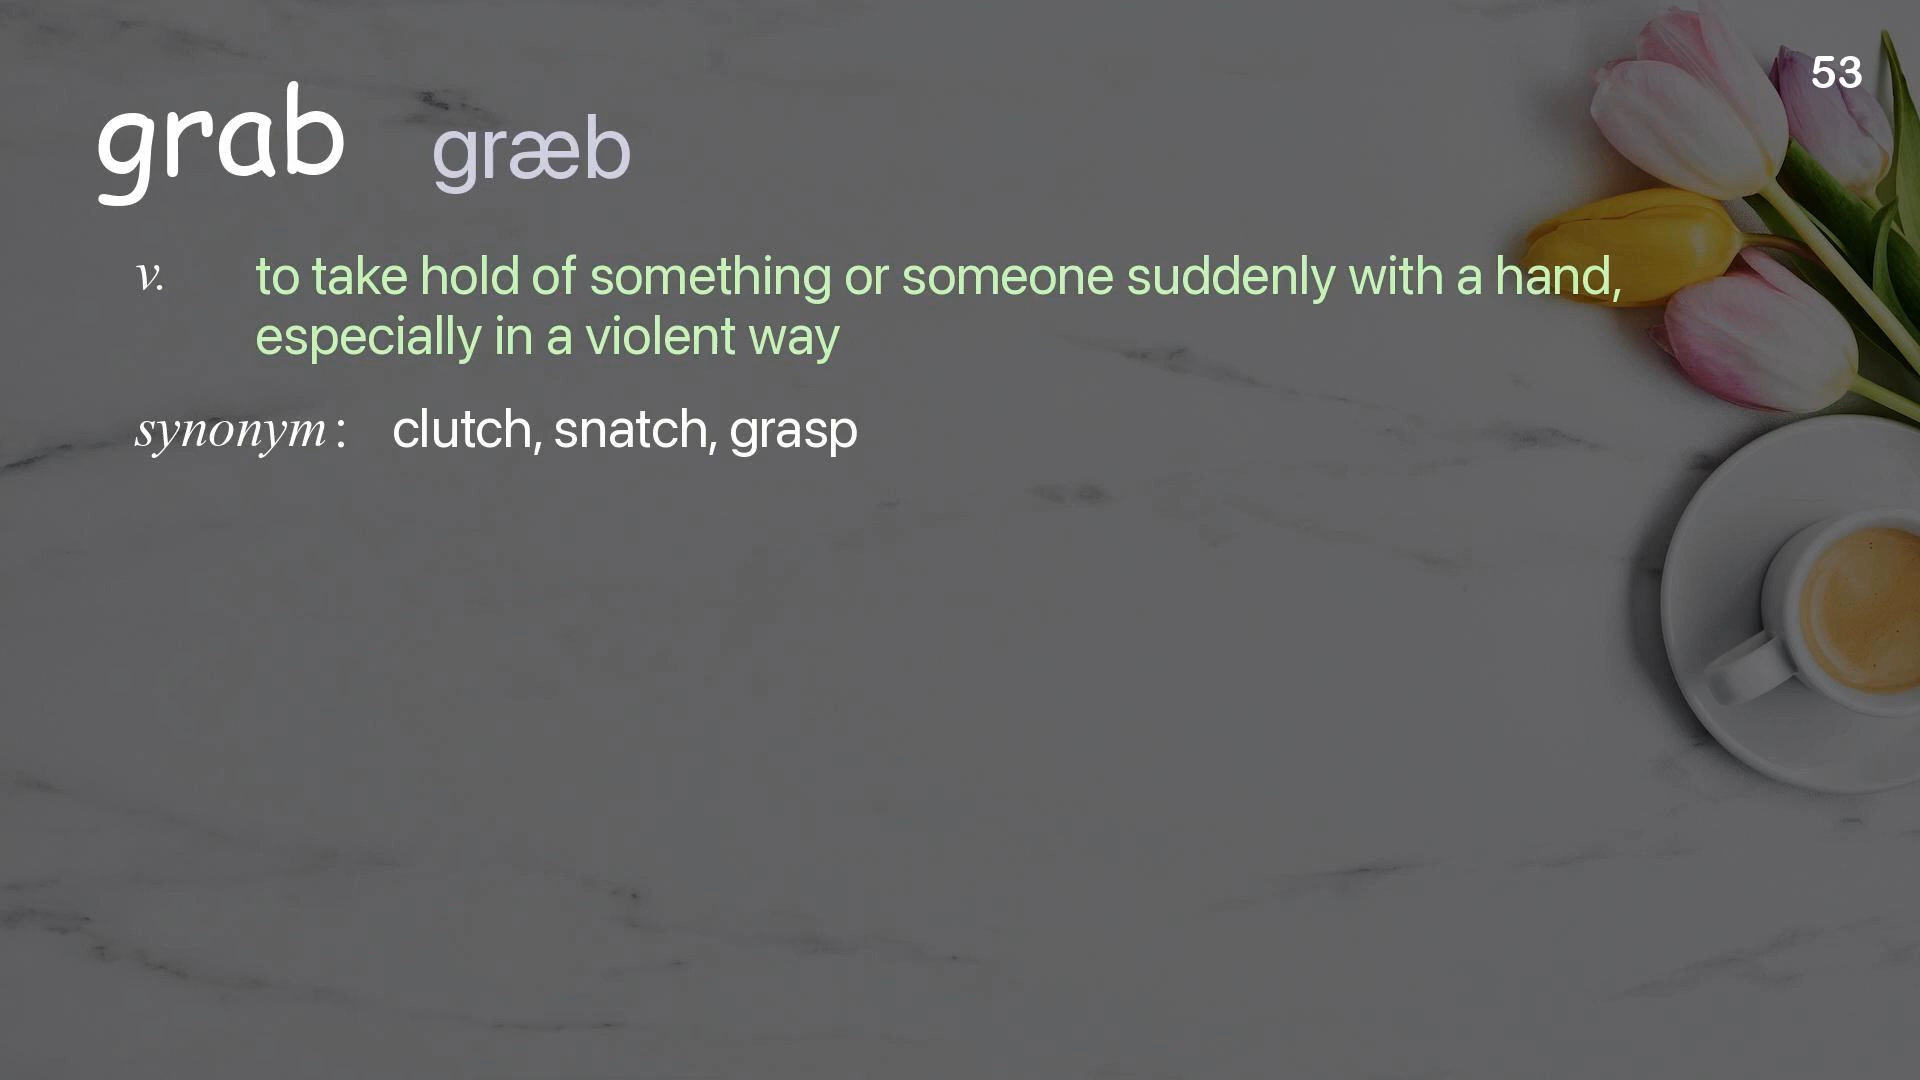 53
grab græb
v. to take hold of something or someone suddenly with a hand,
especially in a violent way
synonym: clutch, snatch, grasp